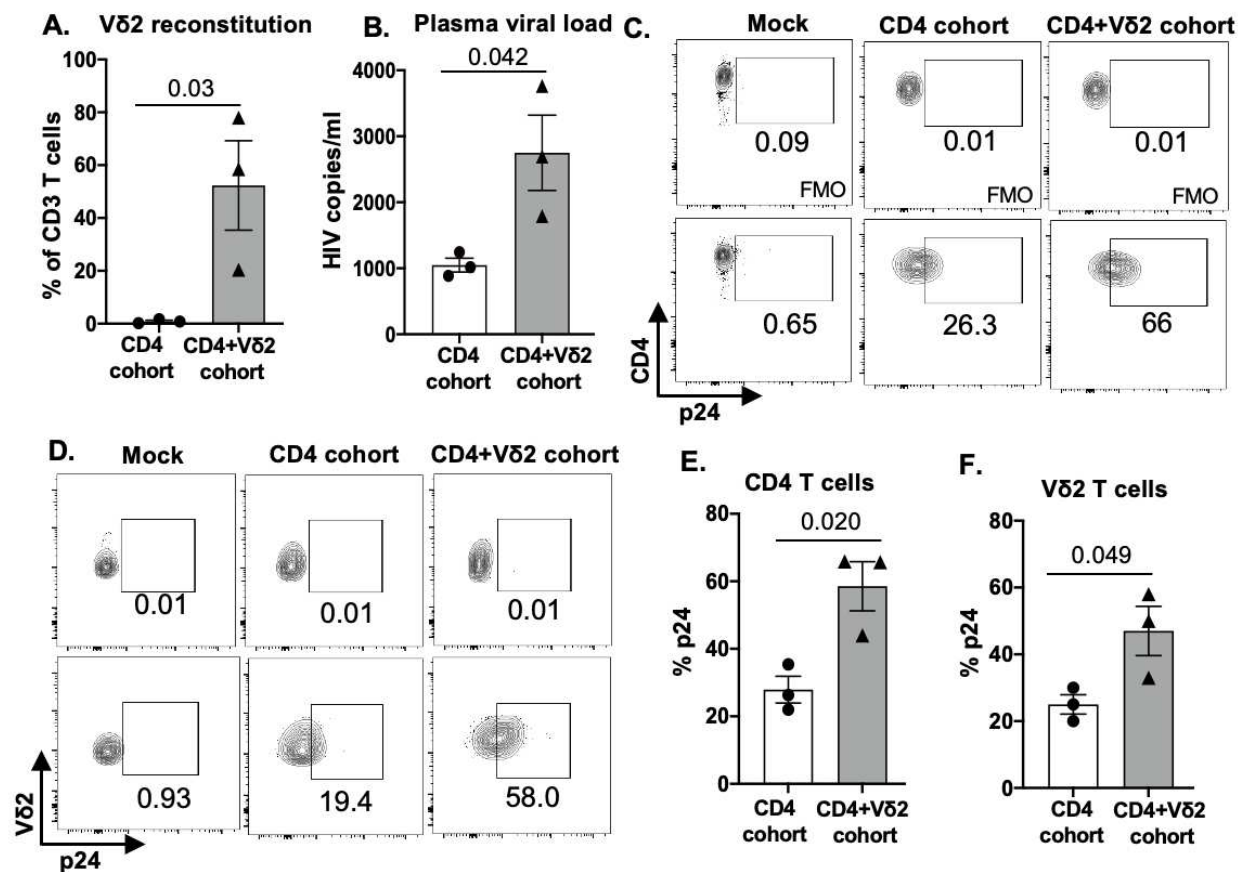 A.
Vδ2 reconstitution
% of CD3 T cells
100
80
60
40
20
0
0.03
CD4
cohort
CD4+Vδ2
cohort
B.
Plasma viral load
HIV copies/ml
4000
3000
2000
1000
0
0.042
CD4
cohort
CD4+Vδ2
cohort
C.
Mock
CD4 cohort
CD4+Vδ2 cohort
0.09
FMO
0.01
FMO
0.01
FMO
0.65
26.3
66
CD4
p24
D.
Mock
CD4 cohort
CD4+Vδ2 cohort
0.01
0.01
0.01
0.93
19.4
58.0
Vδ2
p24
E.
CD4 T cells
% p24
80
60
40
20
0
0.020
CD4
cohort
CD4+Vδ2
cohort
F.
Vδ2 T cells
% p24
80
60
40
20
0
0.049
CD4
cohort
CD4+Vδ2
cohort